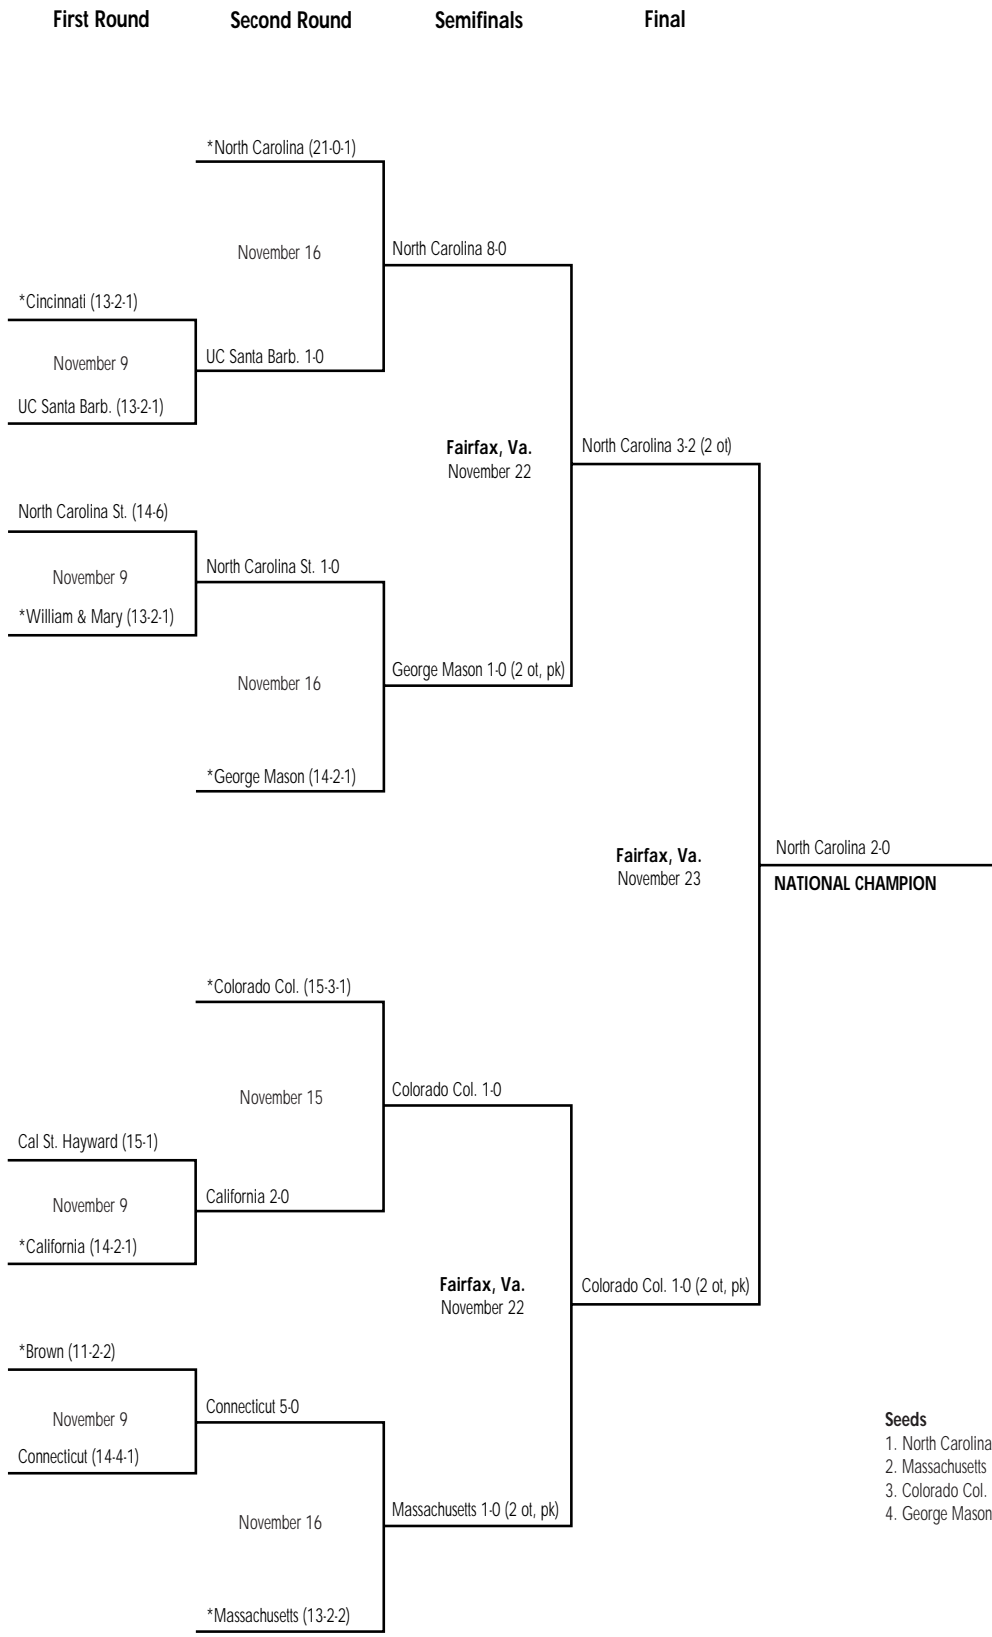 First Round Second Round Semifinals Final
*North Carolina (21-0-1)
November 16
North Carolina 8-0
*Cincinnati (13-2-1)
November 9
UC Santa Barb. 1-0
UC Santa Barb. (13-2-1)
Fairfax, Va.
November 22
North Carolina 3-2 (2 ot)
North Carolina St. (14-6)
November 9
North Carolina St. 1-0
*William & Mary (13-2-1)
November 16
George Mason 1-0 (2 ot, pk)
*George Mason (14-2-1)
Fairfax, Va.
November 23
North Carolina 2-0
NATIONAL CHAMPION
*Colorado Col. (15-3-1)
November 15
Colorado Col. 1-0
Cal St. Hayward (15-1)
November 9
California 2-0
*California (14-2-1)
Fairfax, Va.
November 22
Colorado Col. 1-0 (2 ot, pk)
*Brown (11-2-2)
November 9
Connecticut 5-0
Connecticut (14-4-1)
November 16
Massachusetts 1-0 (2 ot, pk)
*Massachusetts (13-2-2)
Seeds
1. North Carolina
2. Massachusetts
3. Colorado Col.
4. George Mason